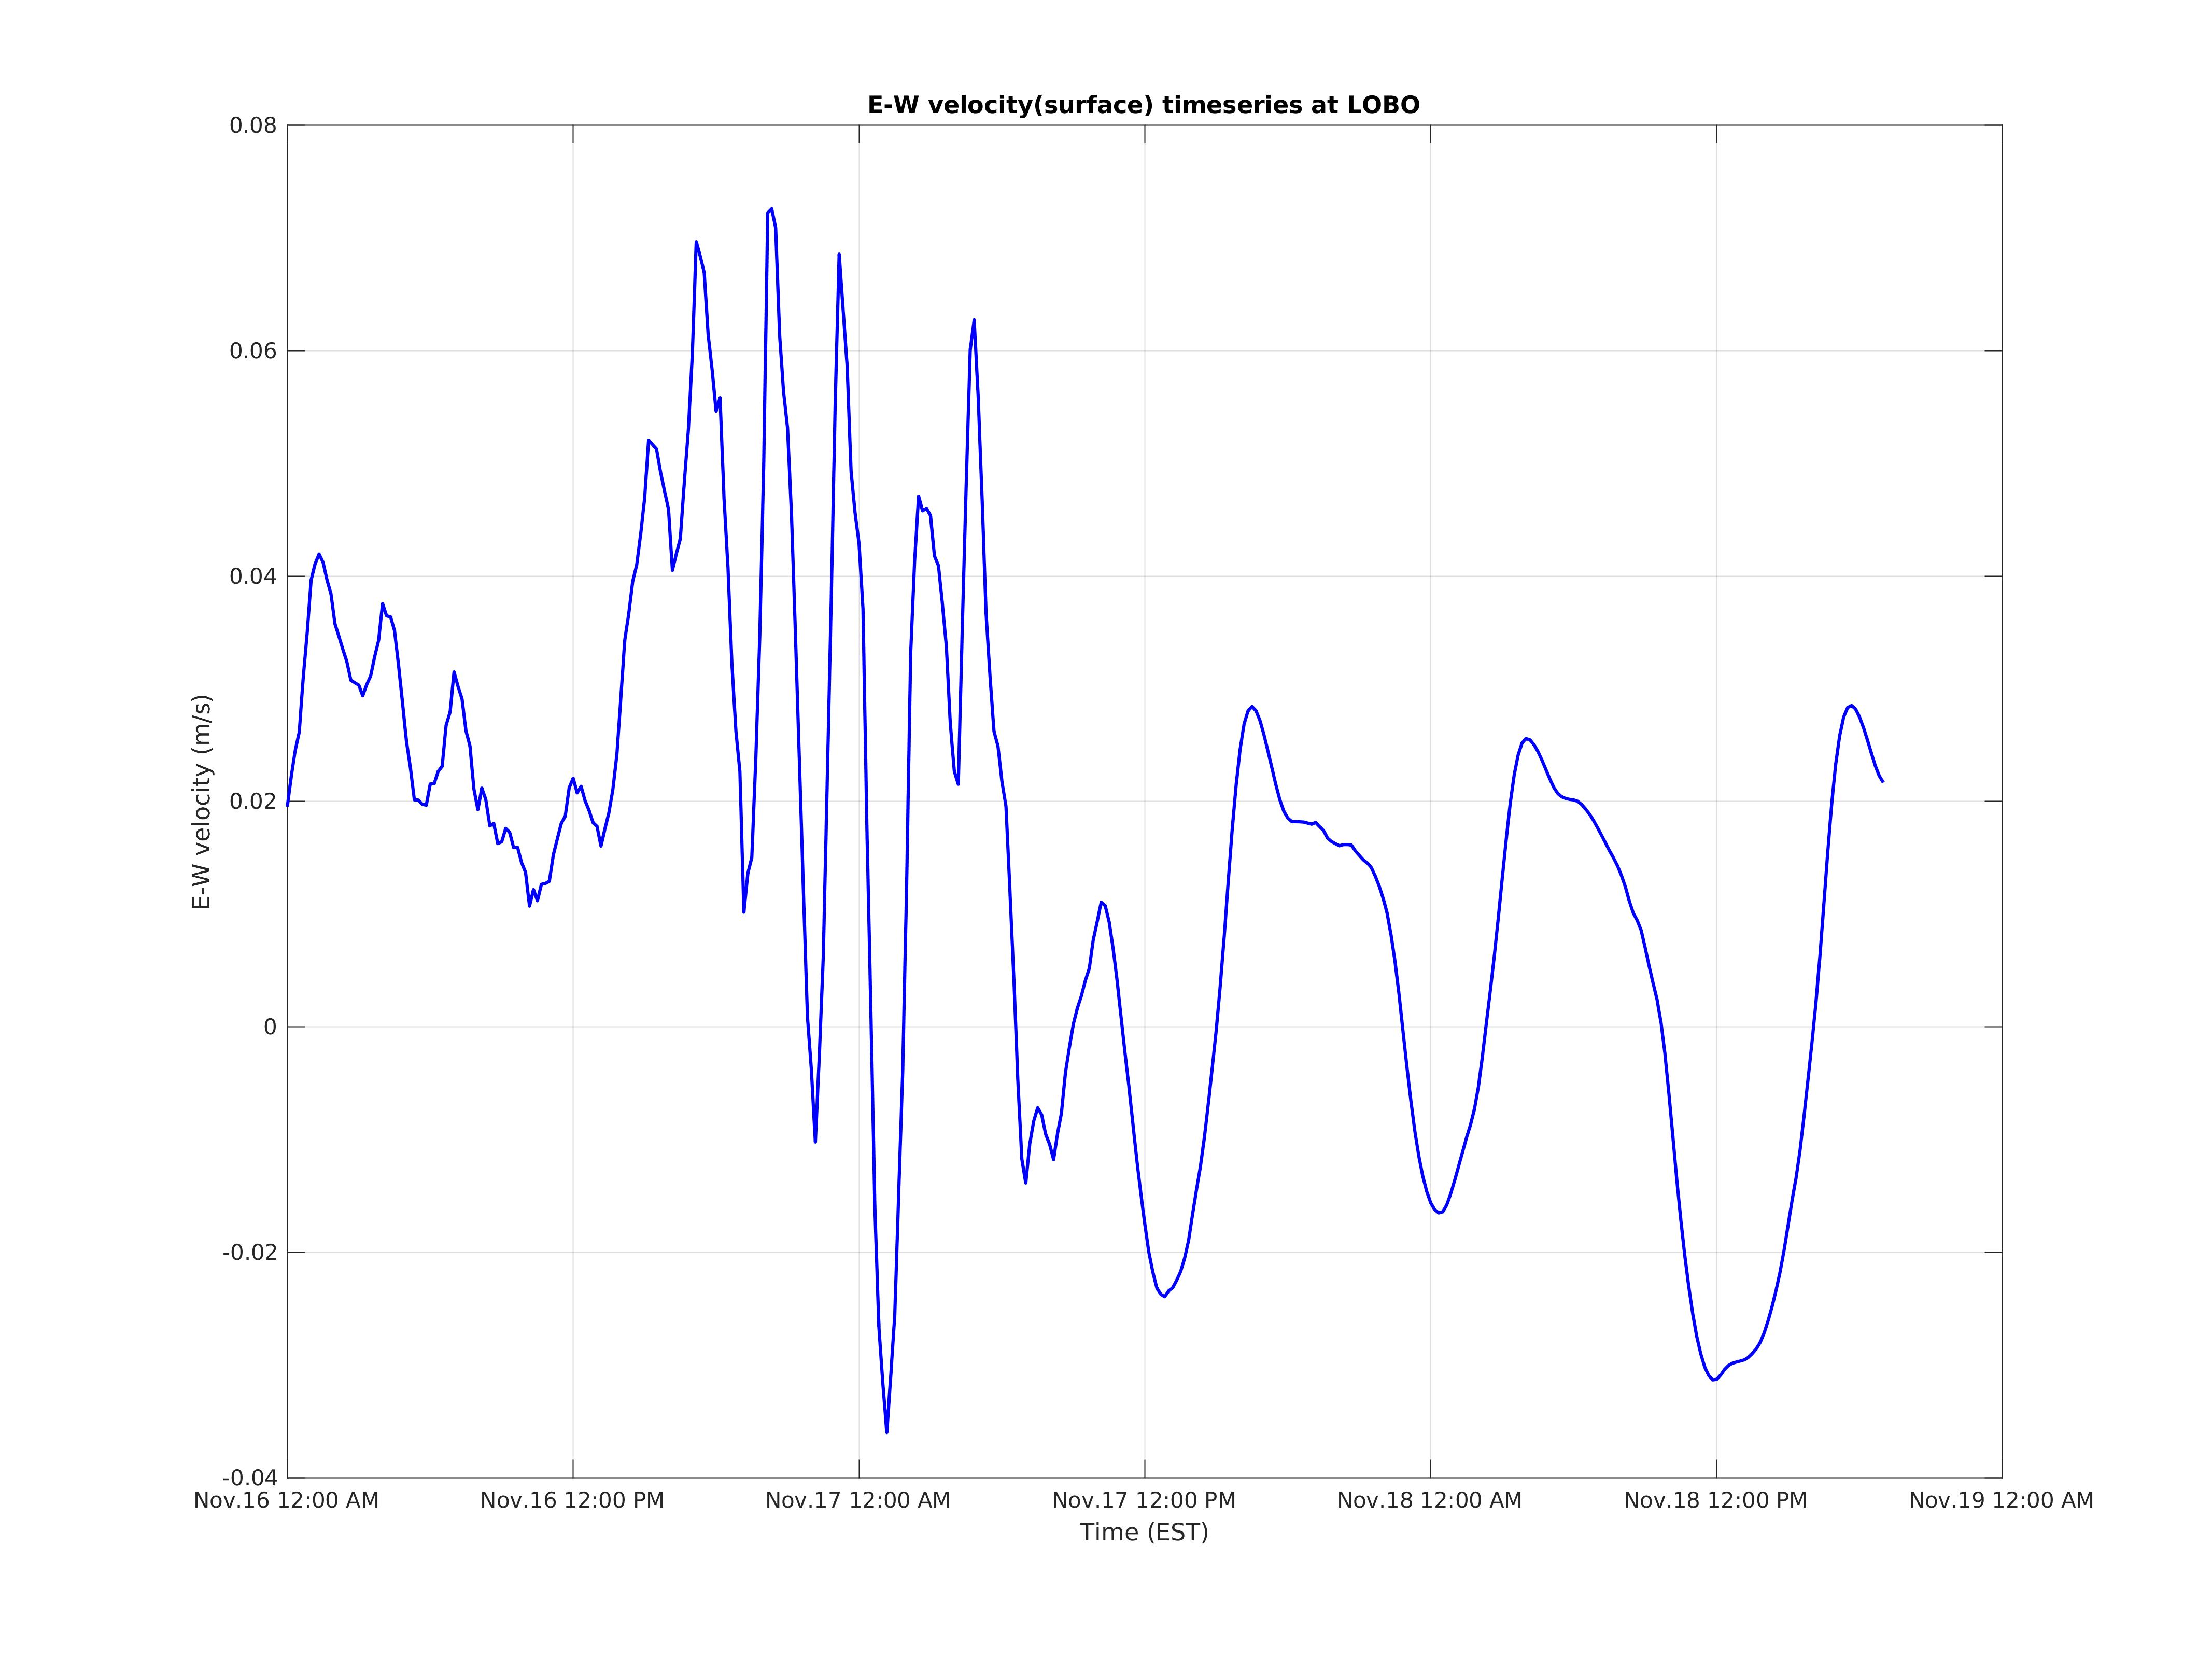 E-W velocity(surface) timeseries at LOBO
0.08
0.06
0.04
0.02
0
-0.02
-0.04
E-W velocity (m/s)
Nov.16 12:00 AM
Nov.16 12:00 PM
Nov.17 12:00 AM
Nov.17 12:00 PM
Nov.18 12:00 AM
Nov.18 12:00 PM
Nov.19 12:00 AM
Time (EST)